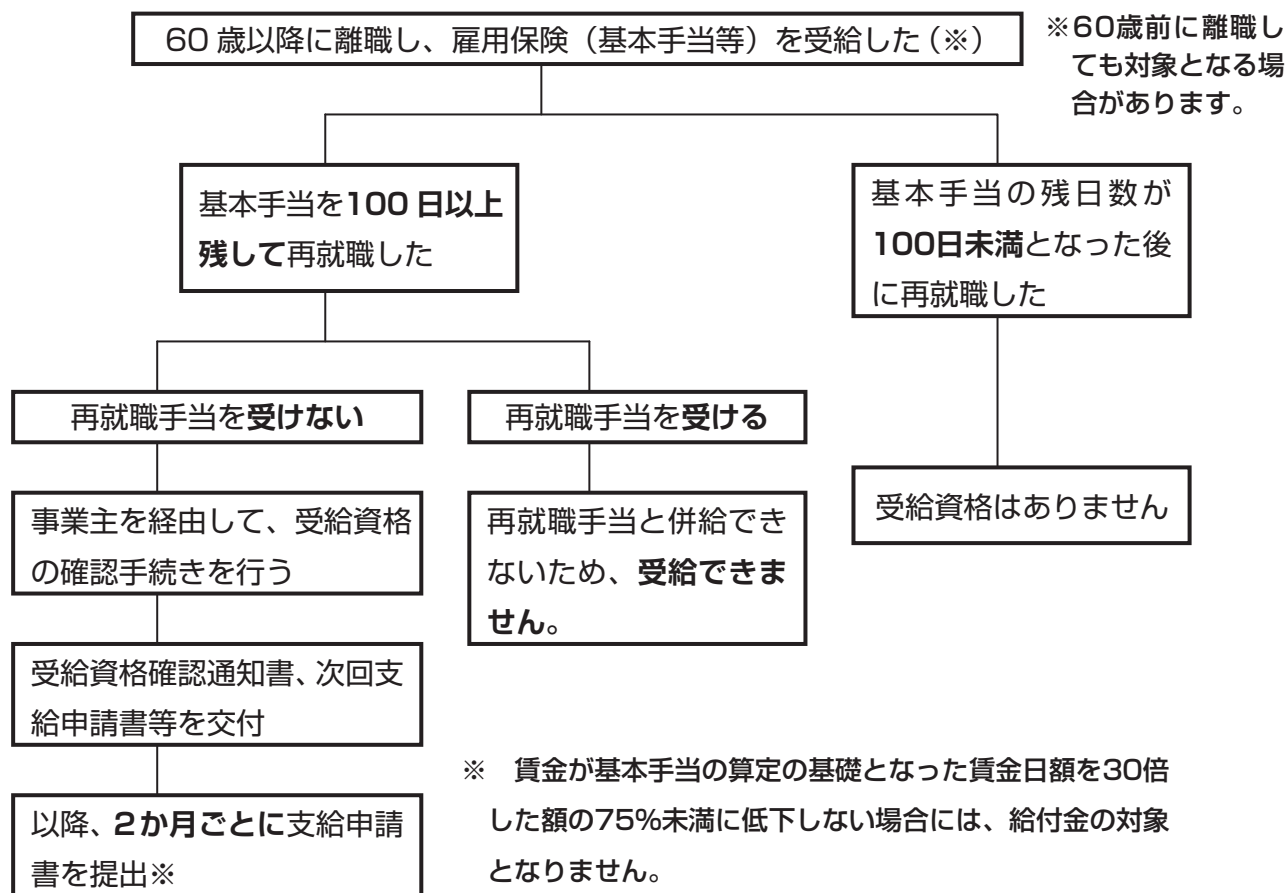 60 歳以降に離職し、雇用保険（基本手当等）を受給した（※）
※60歳前に離職し
ても対象となる場
合があります。
基本手当を100 日以上
残して再就職した
基本手当の残日数が
100日未満となった後
に再就職した
再就職手当を受けない
再就職手当を受ける
事業主を経由して、受給資格
の確認手続きを行う
再就職手当と併給でき
ないため、受給できま
せん。
受給資格はありません
受給資格確認通知書、次回支
給申請書等を交付
以降、2か月ごとに支給申請
書を提出※
※　賃金が基本手当の算定の基礎となった賃金日額を30倍
した額の75%未満に低下しない場合には、給付金の対象
となりません。